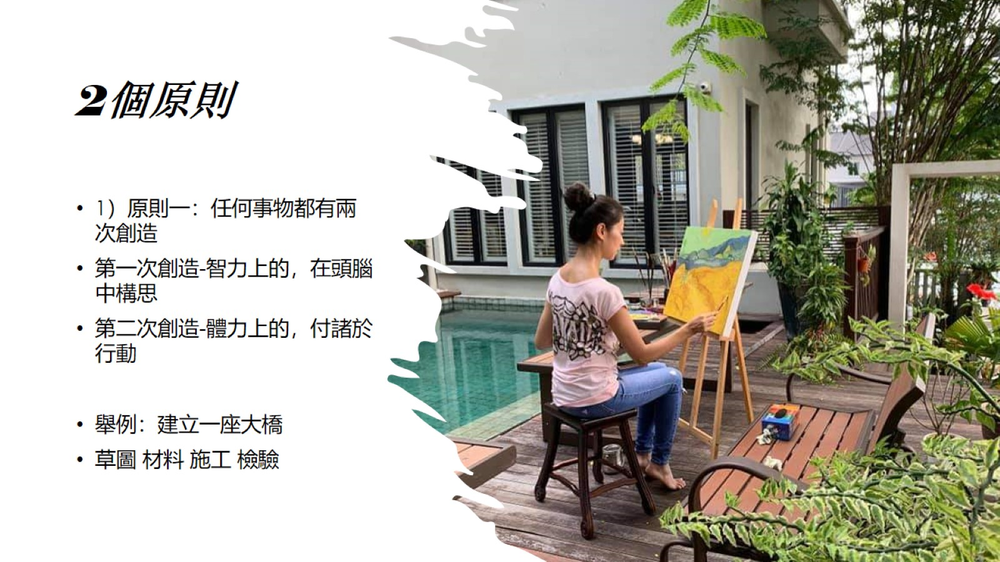 2個原則
• 1）原則一：任何事物都有兩
次創造
• 第一次創造-智力上的，在頭腦
中構思
• 第二次創造-體力上的，付諸於
行動
• 舉例：建立一座大橋
• 草圖 材料 施工 檢驗